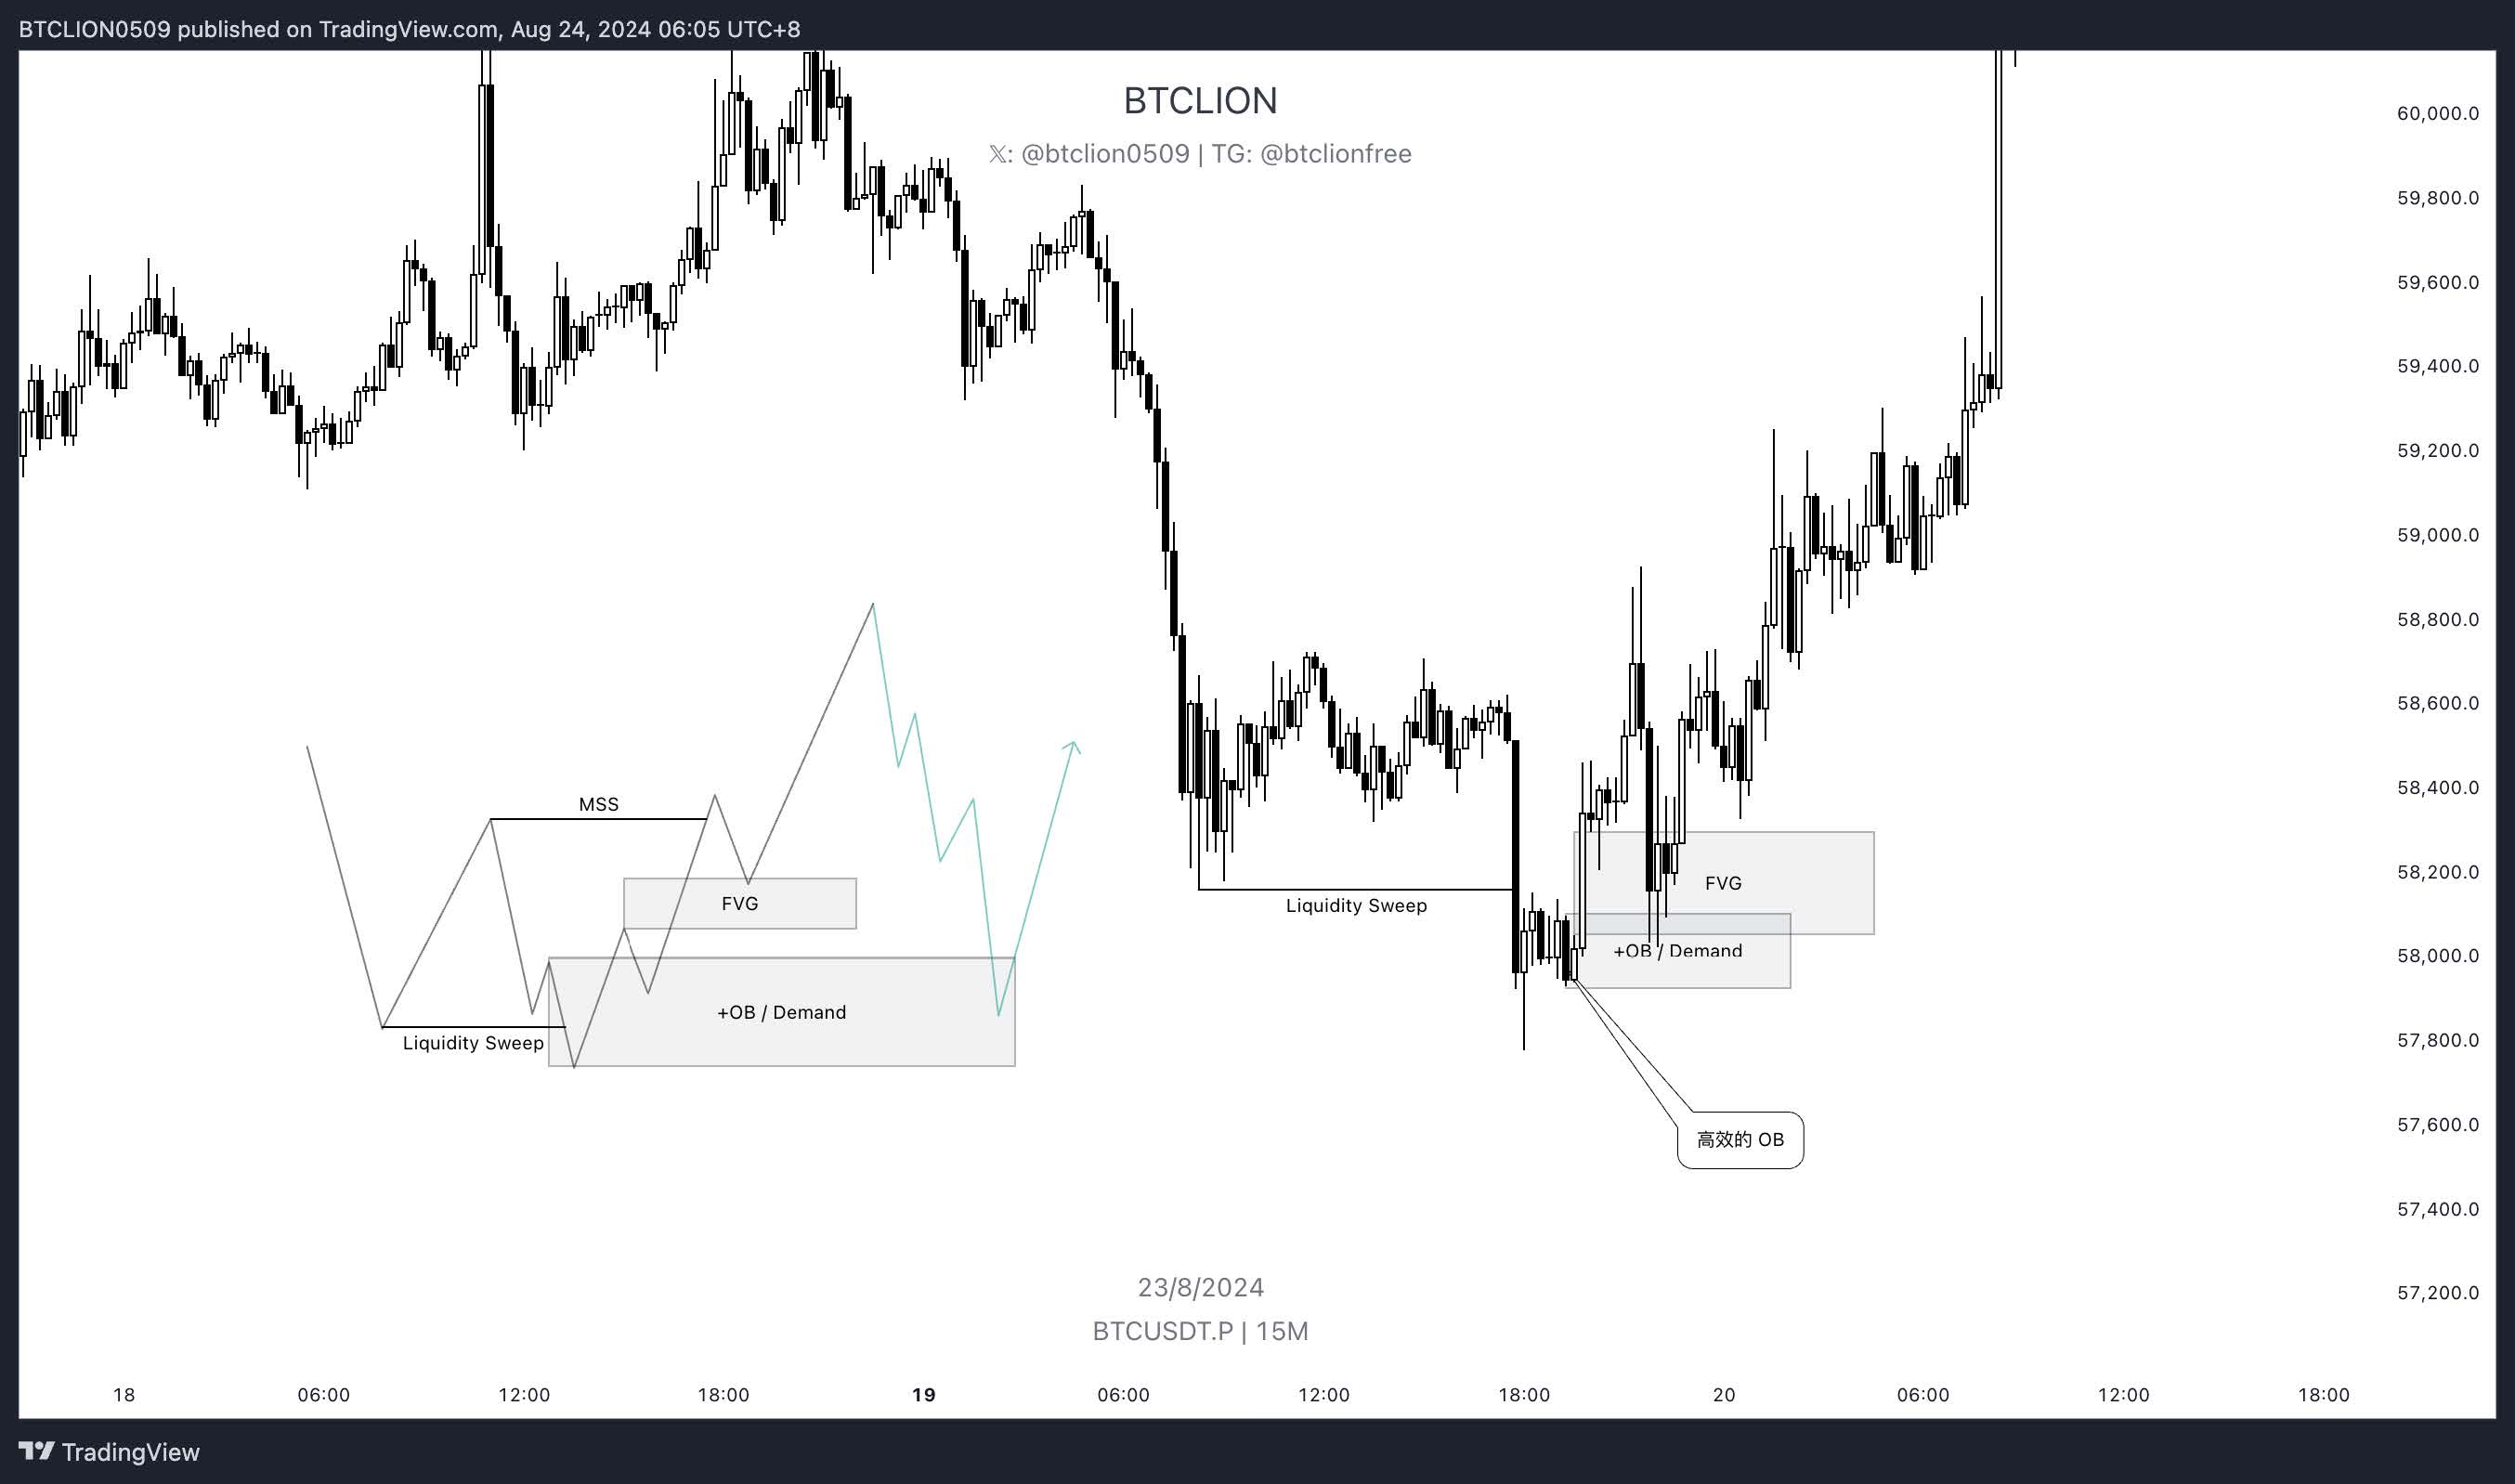 BTCLION0509 published on TradingView.com, Aug 24, 2024 06:05 UTC+8
BTCLION
𝕏: @btclion0509 | TG: @btclionfree
60,000.0
59,800.0
59,600.0
59,400.0
59,200.0
59,000.0
58,800.0
58,600.0
58,400.0
58,200.0
58,000.0
57,800.0
57,600.0
57,400.0
57,200.0
MSS
FVG
+OB / Demand
Liquidity Sweep
Liquidity Sweep
FVG
+OB / Demand
高效的 OB
23/8/2024
BTCUSDT.P | 15M
18 06:00 12:00 18:00 19 06:00 12:00 18:00 20 06:00 12:00 18:00
TradingView